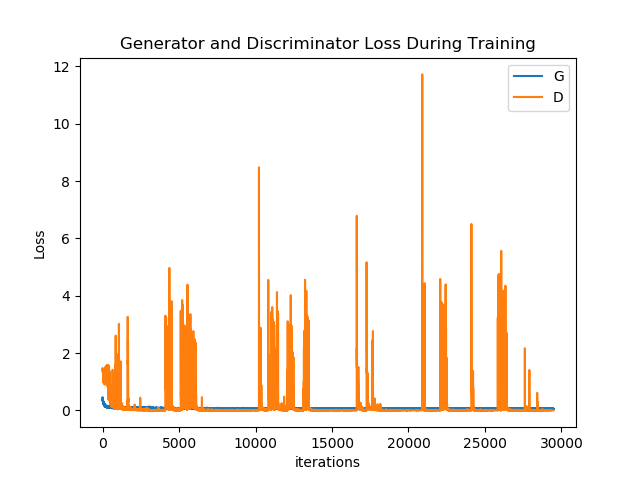 Generator and Discriminator Loss During Training
G
D
12
10
8
6
4
2
0
Loss
0 5000 10000 15000 20000 25000 30000
iterations